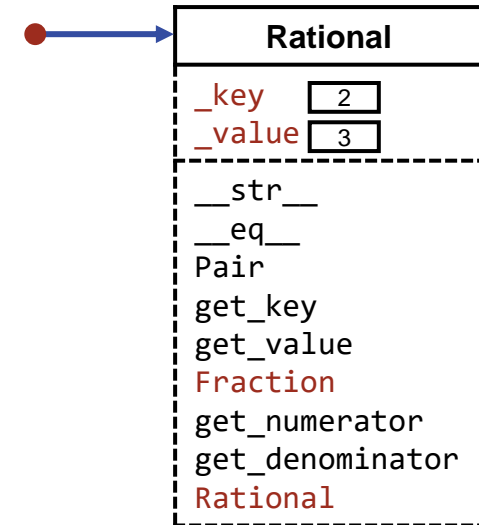 Rational
_key 2
_value 3
__str__
__eq__
Pair
get_key
get_value
Fraction
get_numerator
get_denominator
Rational